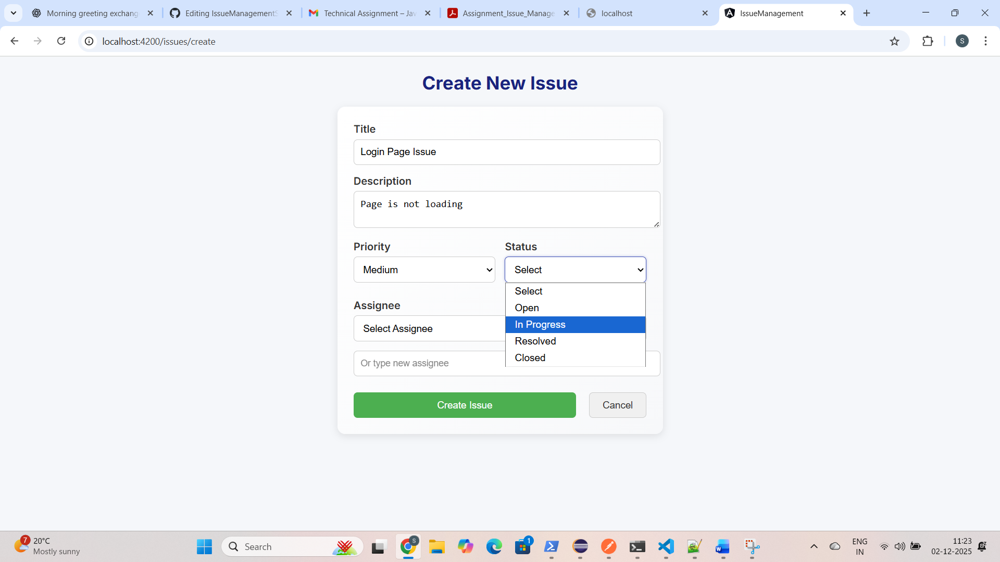 Morning greeting exchang
Editing IssueManagementS
Technical Assignment – Jav
Assignment_Issue_Manage
localhost
IssueManagement
localhost:4200/issues/create
S
Create New Issue
Title
Login Page Issue
Description
Page is not loading
Priority
Status
Medium
Select
Select
Open
In Progress
Resolved
Closed
Assignee
Select Assignee
Or type new assignee
Create Issue
Cancel
7
20°C
Mostly sunny
Search
S
1
ENG
IN
11:23
02-12-2025